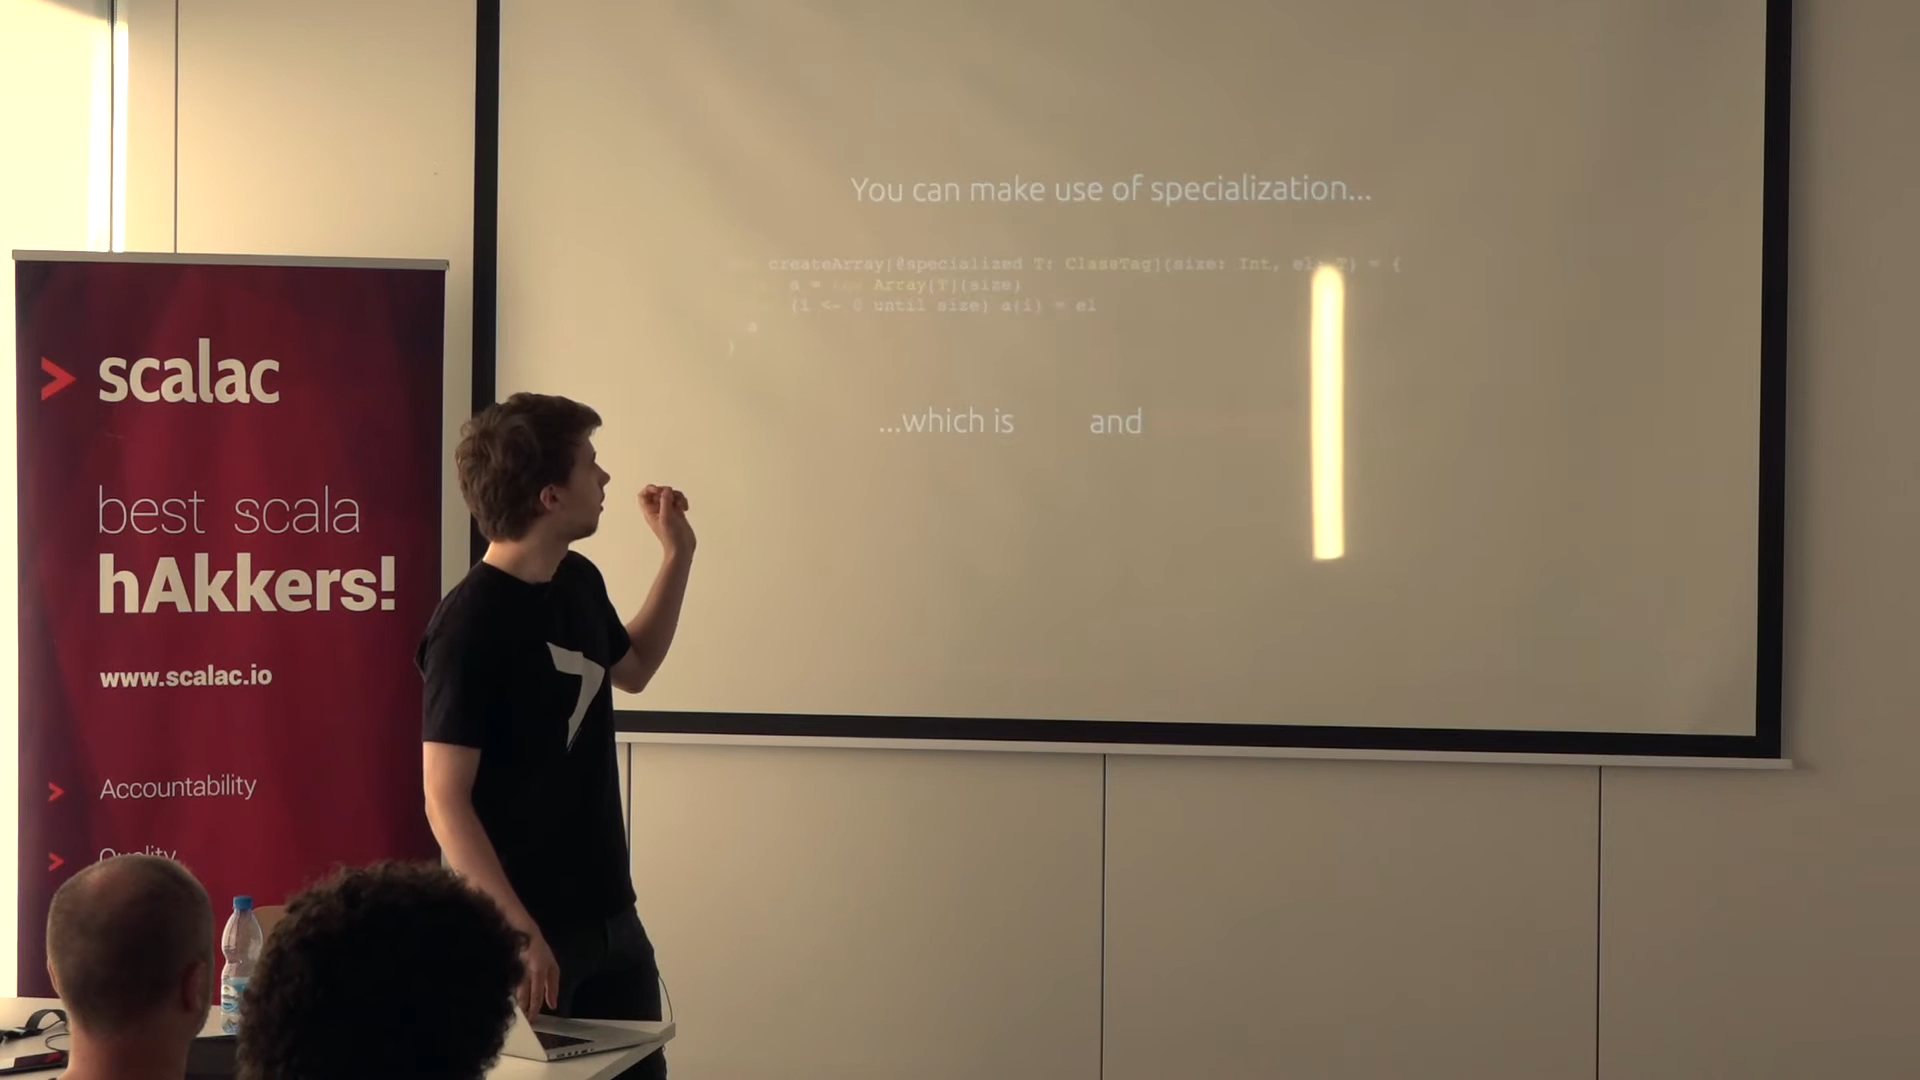 You can make use of specialization...
createArray[@specialized T: ClassTag](size: Int, el: T) = {
a = new Array[T](size)
(i <- 0 until size) a(i) = el
a
}
...which is and
> scalac
best scala
hAkkers!
www.scalac.io
> Accountability
> Quality